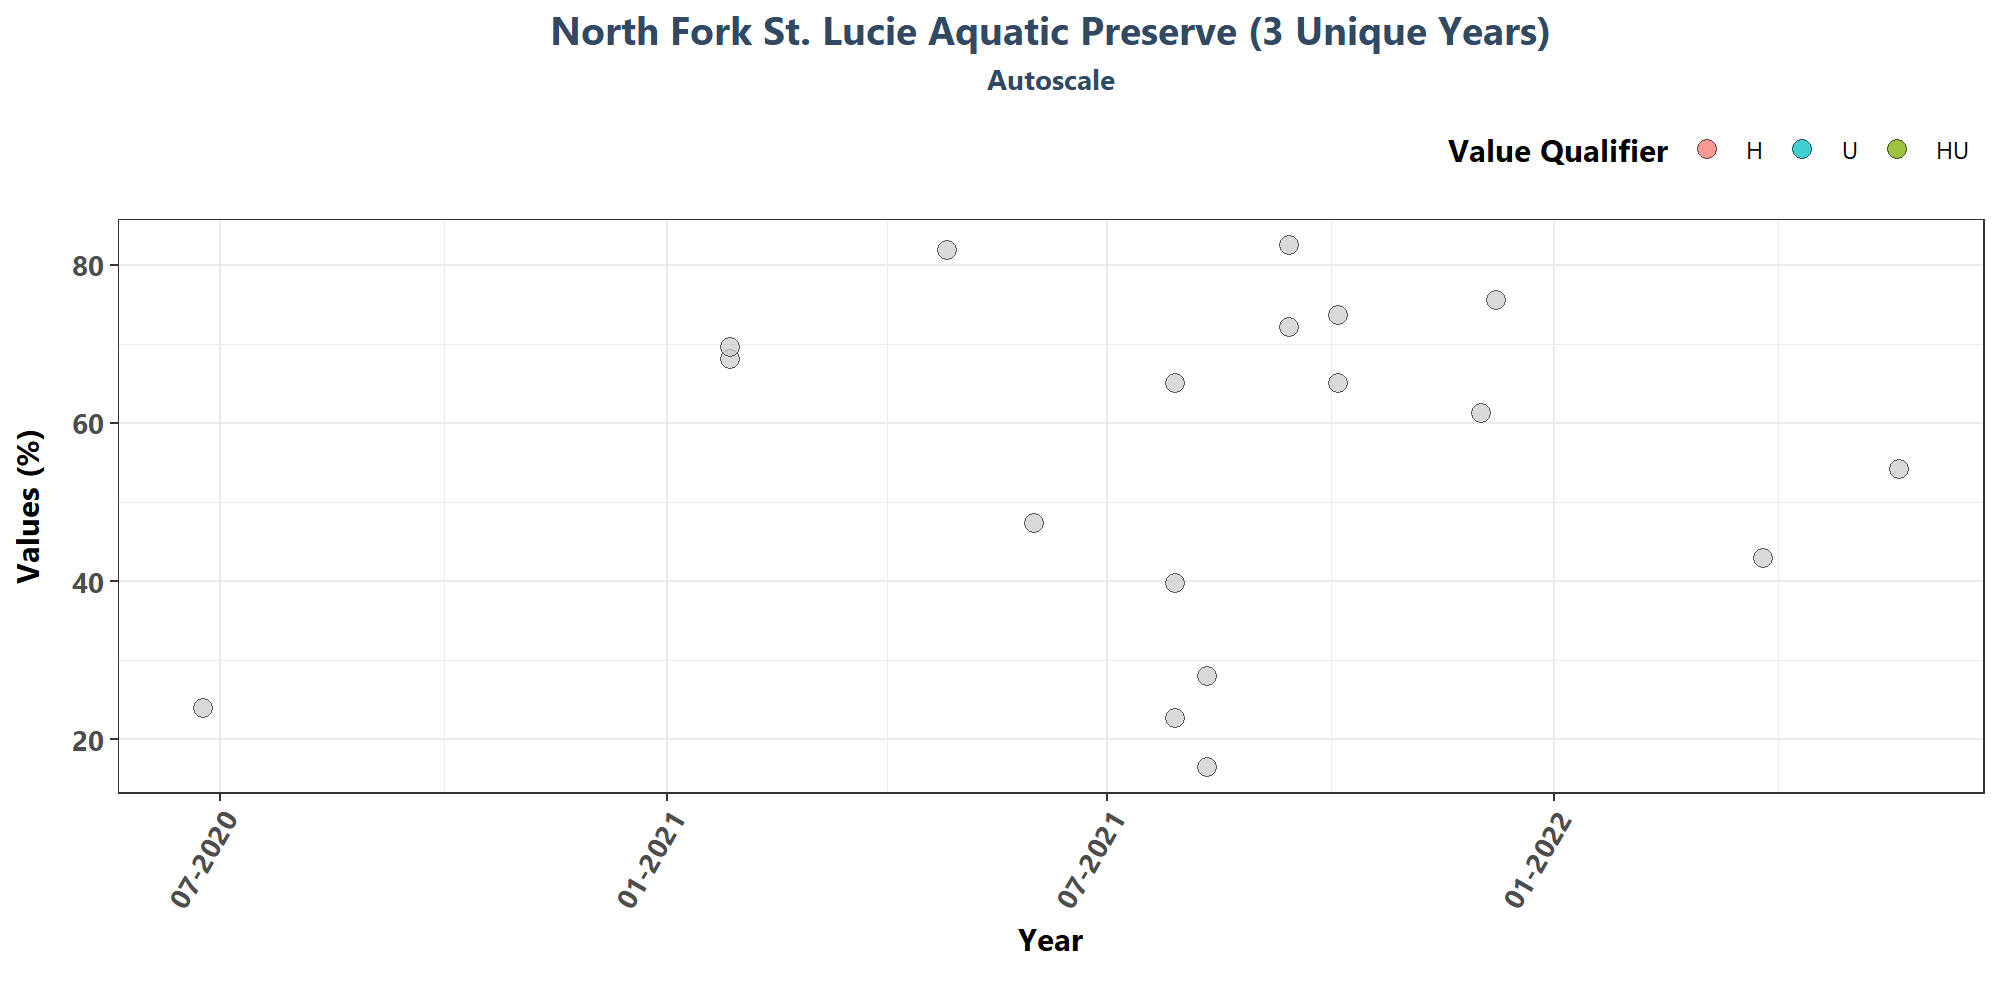 North Fork St. Lucie Aquatic Preserve (3 Unique Years)
Autoscale
Value Qualifier H U HU
80
60
40
20
Values (%)
07-2020 01-2021 07-2021 01-2022
Year